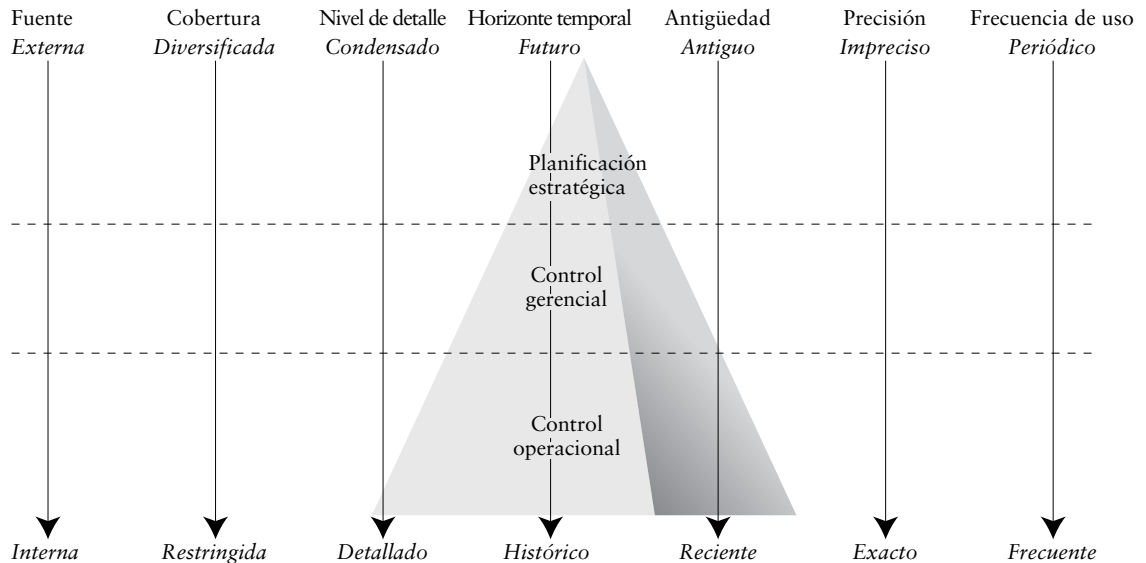 Fuente Cobertura Nivel de detalle Horizonte temporal Antigüedad Precisión Frecuencia de uso
Externa Diversificada Condensado Futuro Antiguo Impreciso Periódico
Planificación
estratégica
Control
gerencial
Control
operacional
Interna Restringida Detallado Histórico Reciente Exacto Frecuente